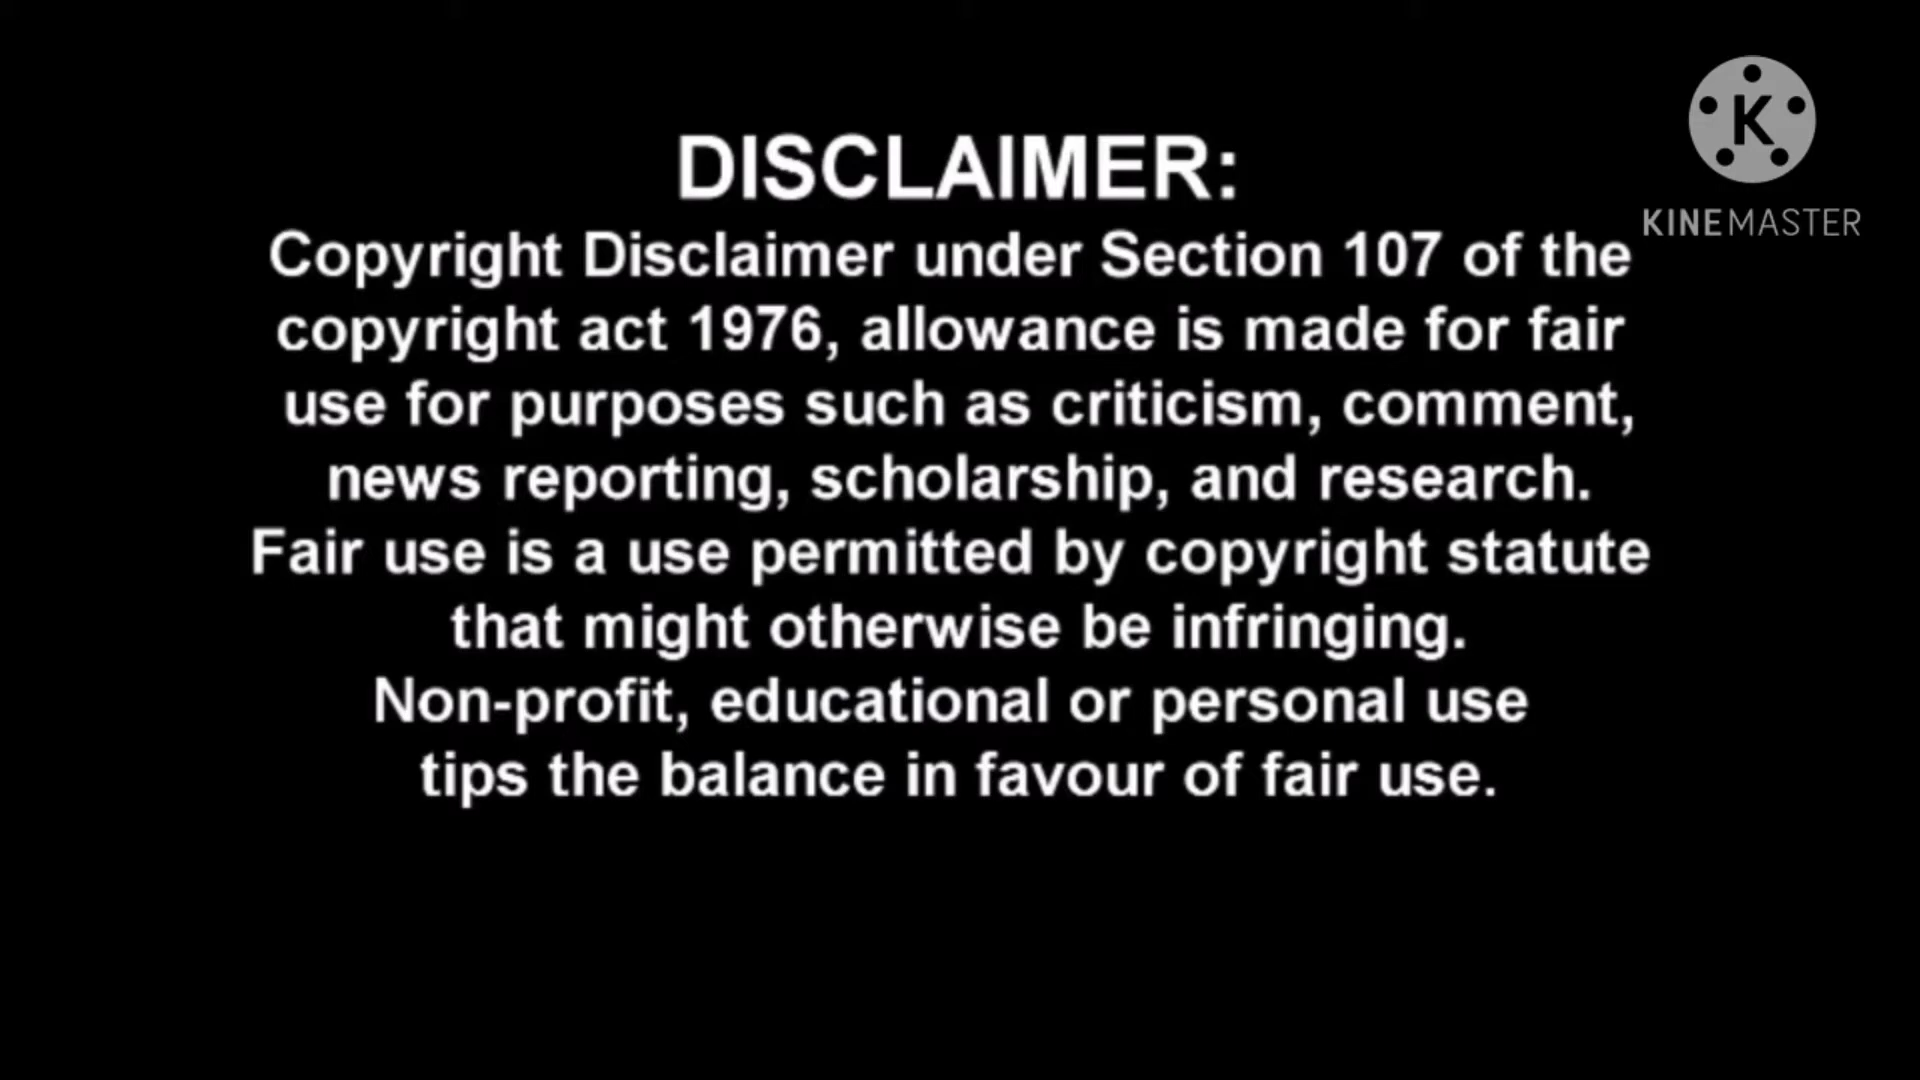 DISCLAIMER:
Copyright Disclaimer under Section 107 of the
copyright act 1976, allowance is made for fair
use for purposes such as criticism, comment,
news reporting, scholarship, and research.
Fair use is a use permitted by copyright statute
that might otherwise be infringing.
Non-profit, educational or personal use
tips the balance in favour of fair use.
K
KINEMASTER